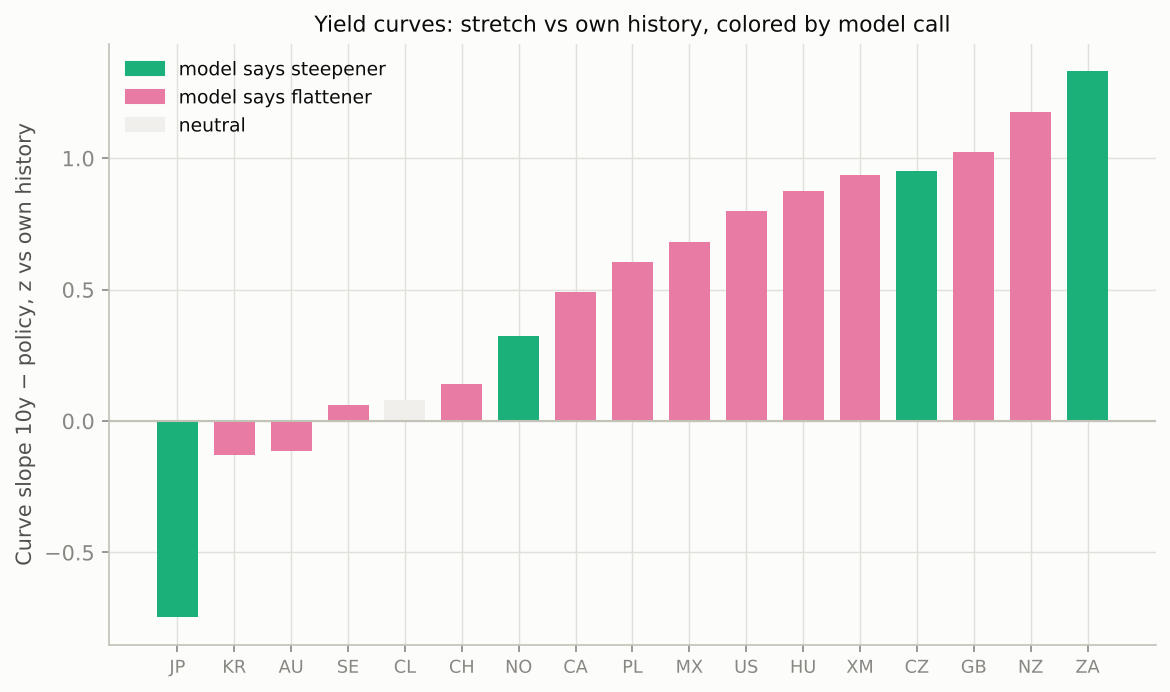 Yield curves: stretch vs own history, colored by model call
model says steepener
model says flattener
neutral
Curve slope 10y − policy, z vs own history
1.0
0.5
0.0
−0.5
JP KR AU SE CL CH NO CA PL MX US HU XM CZ GB NZ ZA